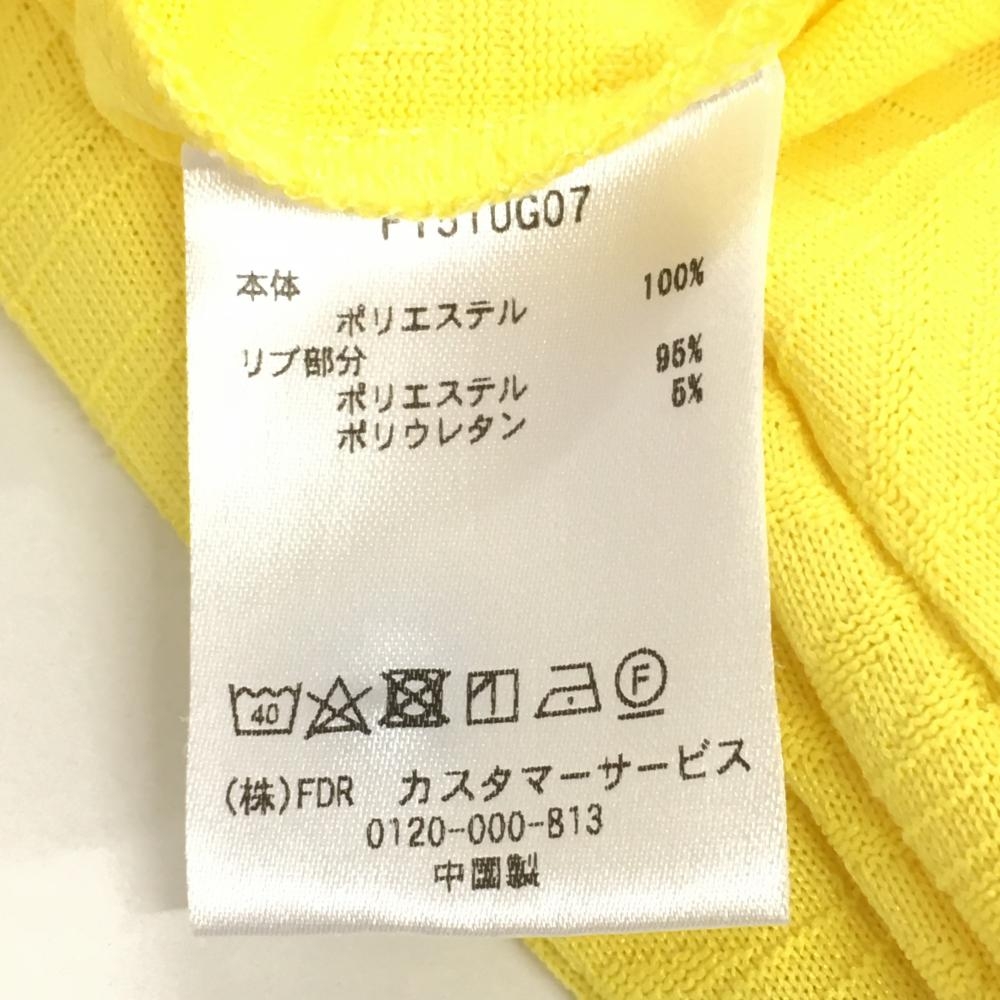 本体 100%
ポリエステル
リブ部分 95%
ポリエステル 5%
ポリウレタン
40
F
(株)FDR カスタマーサービス
0120-000-813
中国製